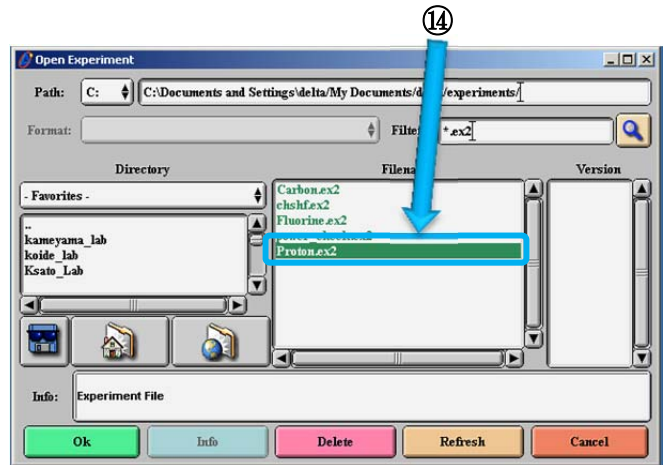 ⑭
Open Experiment
Path: C: C:\Documents and Settings\delta/My Documents/ /experiments/
Format: Filte *.ex2
Directory Filena Version
- Favorites -
Carbon.ex2
chshf.ex2
Fluorine.ex2
..
kameyama_lab
koide_lab
Ksato_Lab
Proton.ex2
Info: Experiment File
Ok Info Delete Refresh Cancel